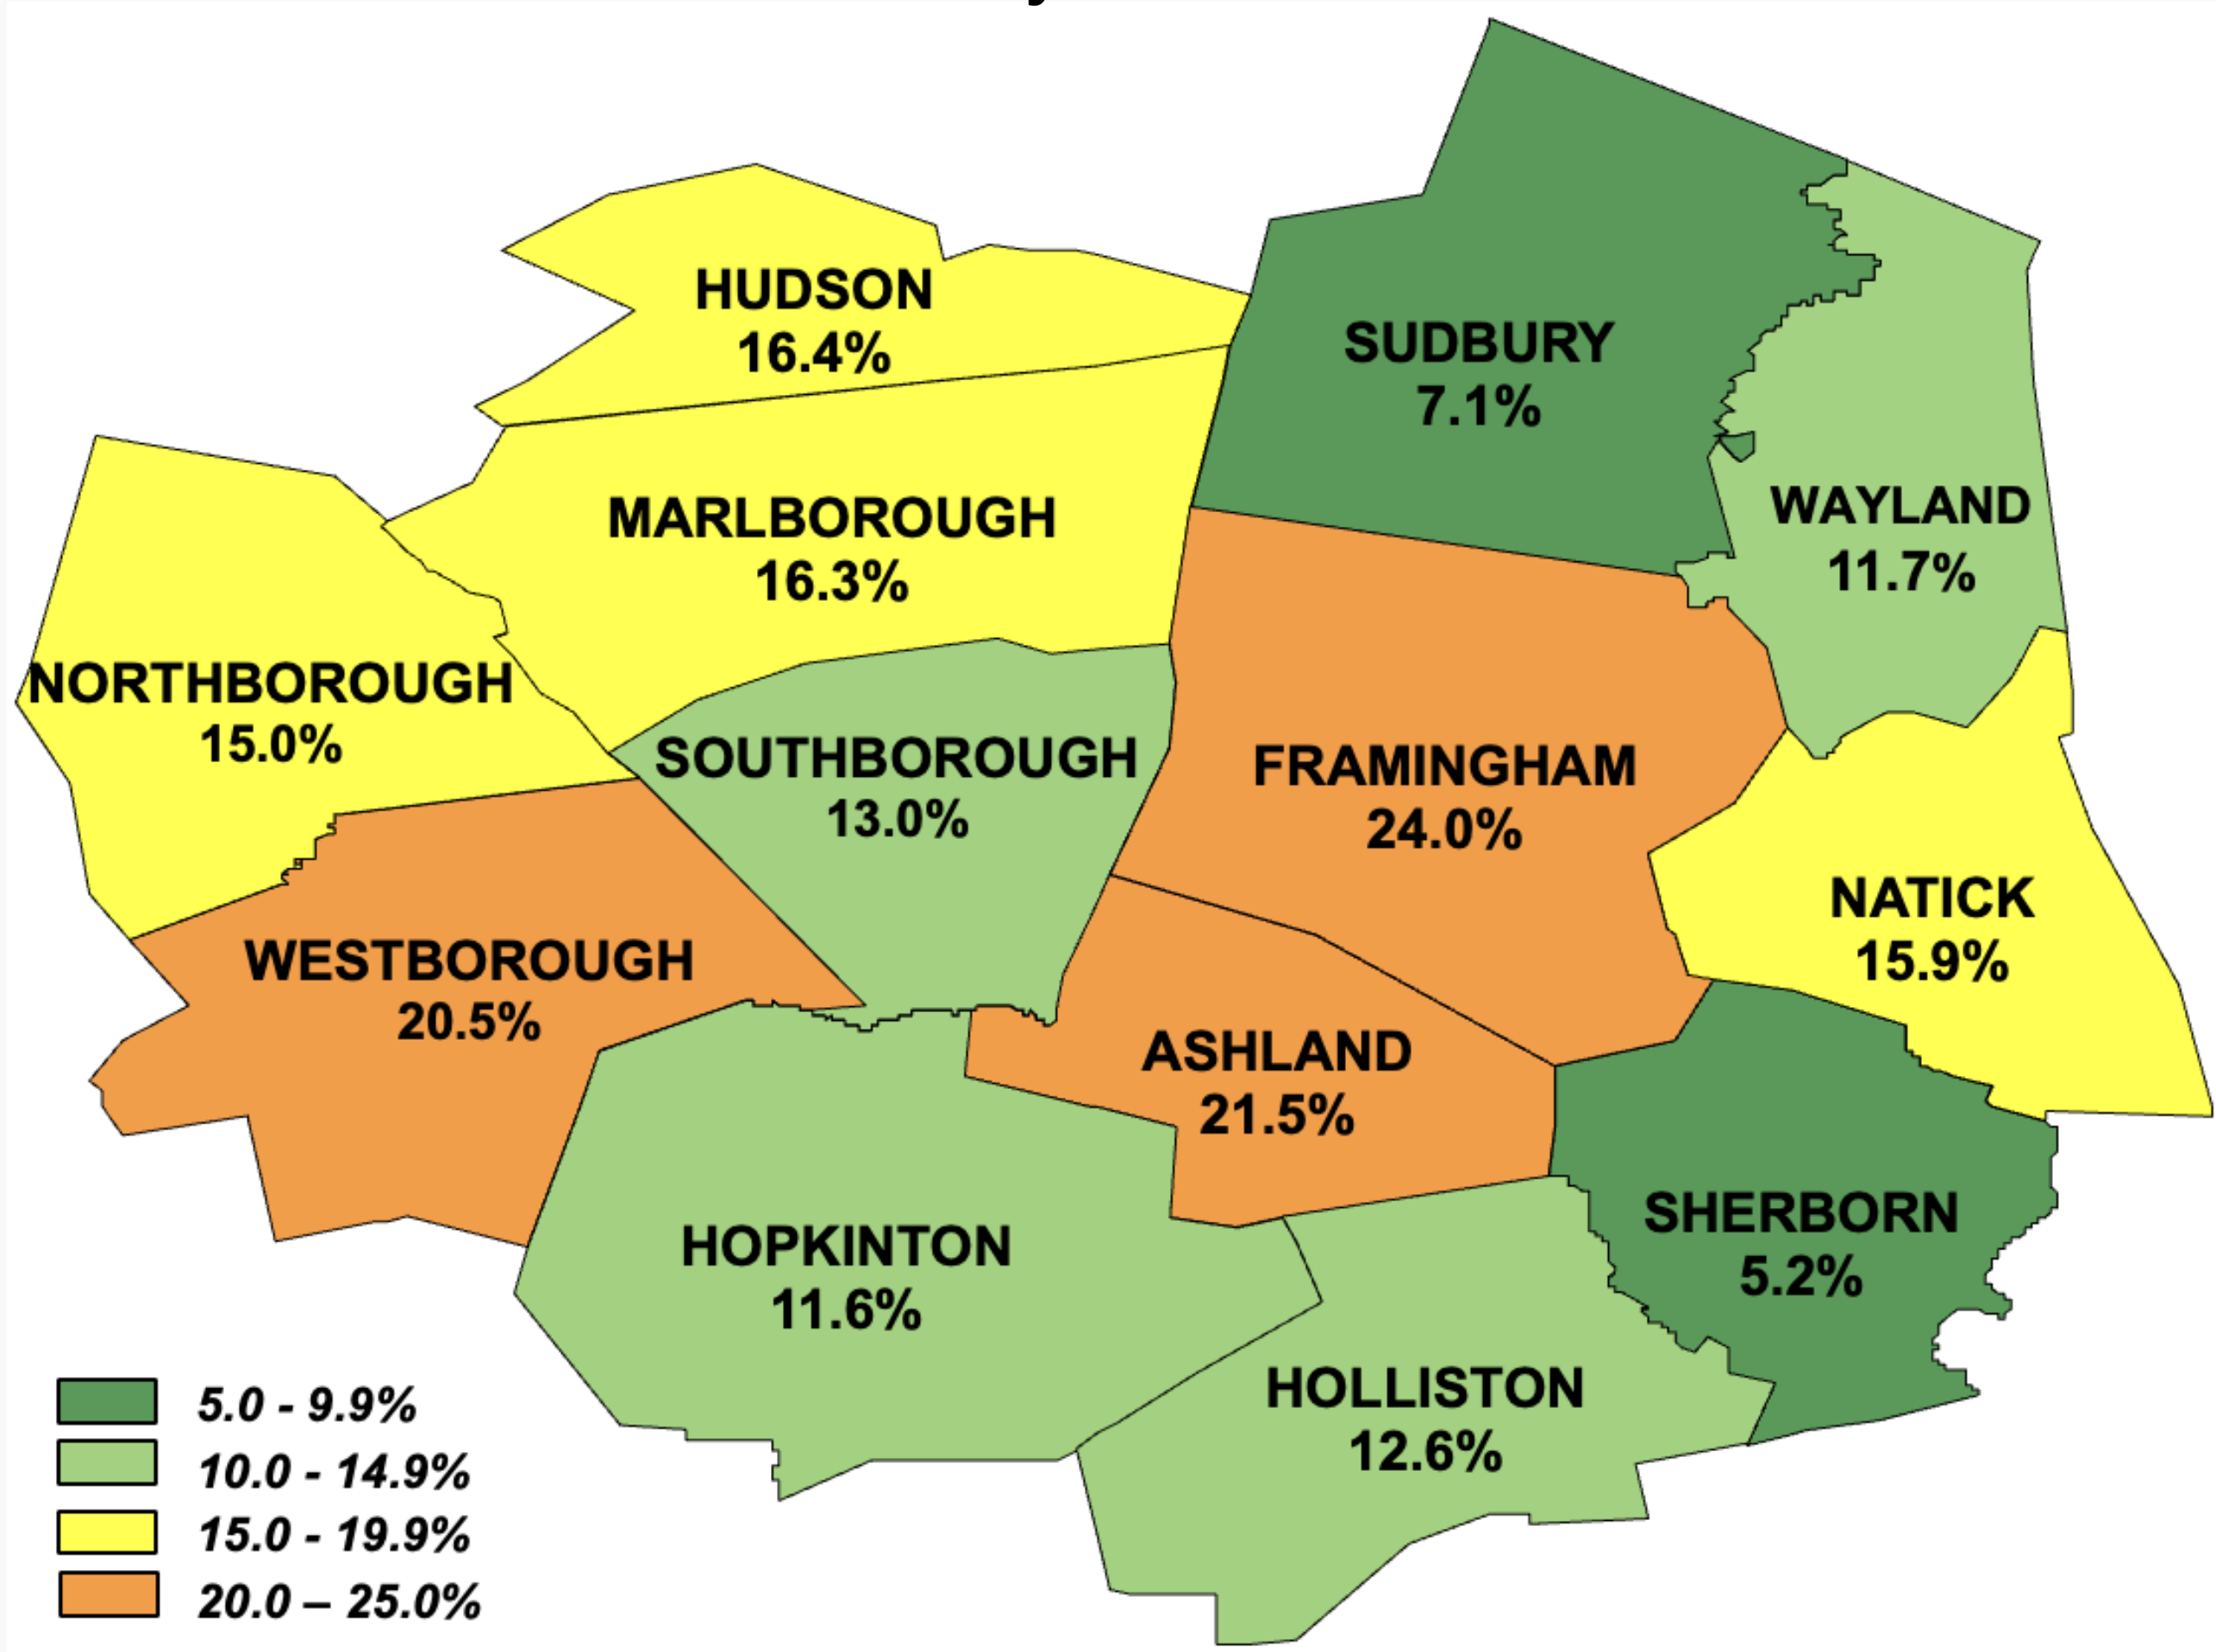 HUDSON
16.4%
SUDBURY
7.1%
MARLBOROUGH
16.3%
WAYLAND
11.7%
NORTHBOROUGH
15.0%
SOUTHBOROUGH
13.0%
FRAMINGHAM
24.0%
NATICK
15.9%
WESTBOROUGH
20.5%
ASHLAND
21.5%
SHERBORN
5.2%
HOPKINTON
11.6%
HOLLISTON
12.6%
5.0 - 9.9%
10.0 - 14.9%
15.0 - 19.9%
20.0 – 25.0%